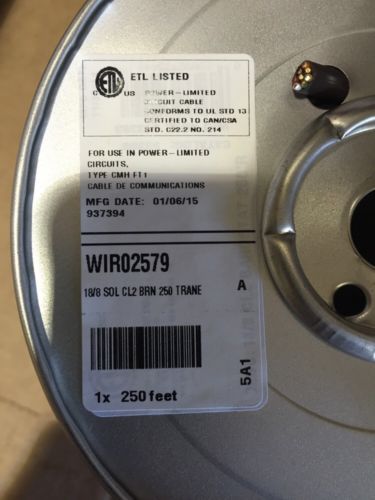 ETL LISTED
ETL
C US
POWER-LIMITED
CIRCUIT CABLE
CONFORMS TO UL STD 13
CERTIFIED TO CAN/CSA
STD. C22.2 NO. 214
FOR USE IN POWER-LIMITED
CIRCUITS,
TYPE CMH FT1
CABLE DE COMMUNICATIONS
MFG DATE: 01/06/15
937394
WIR02579
18/8 SOL CL2 BRN 250 TRANE
A
5A1
1x 250 feet